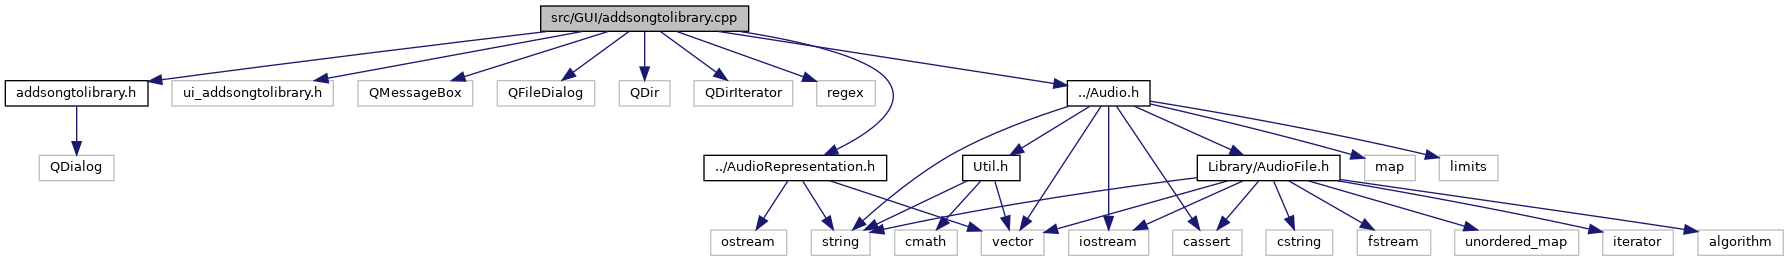 src/GUI/addsongtolibrary.cpp
addsongtolibrary.h
ui_addsongtolibrary.h
QMessageBox
QFileDialog
QDir
QDirIterator
regex
../Audio.h
QDialog
../AudioRepresentation.h
Util.h
Library/AudioFile.h
map
limits
ostream
string
cmath
vector
iostream
cassert
cstring
fstream
unordered_map
iterator
algorithm